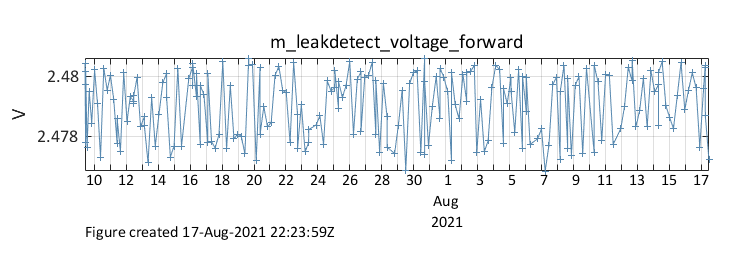 m_leakdetect_voltage_forward
2.48
2.478
V
10 12 14 16 18 20 22 24 26 28 30 1 3 5 7 9 11 13 15 17
Aug
2021
Figure created 17-Aug-2021 22:23:59Z